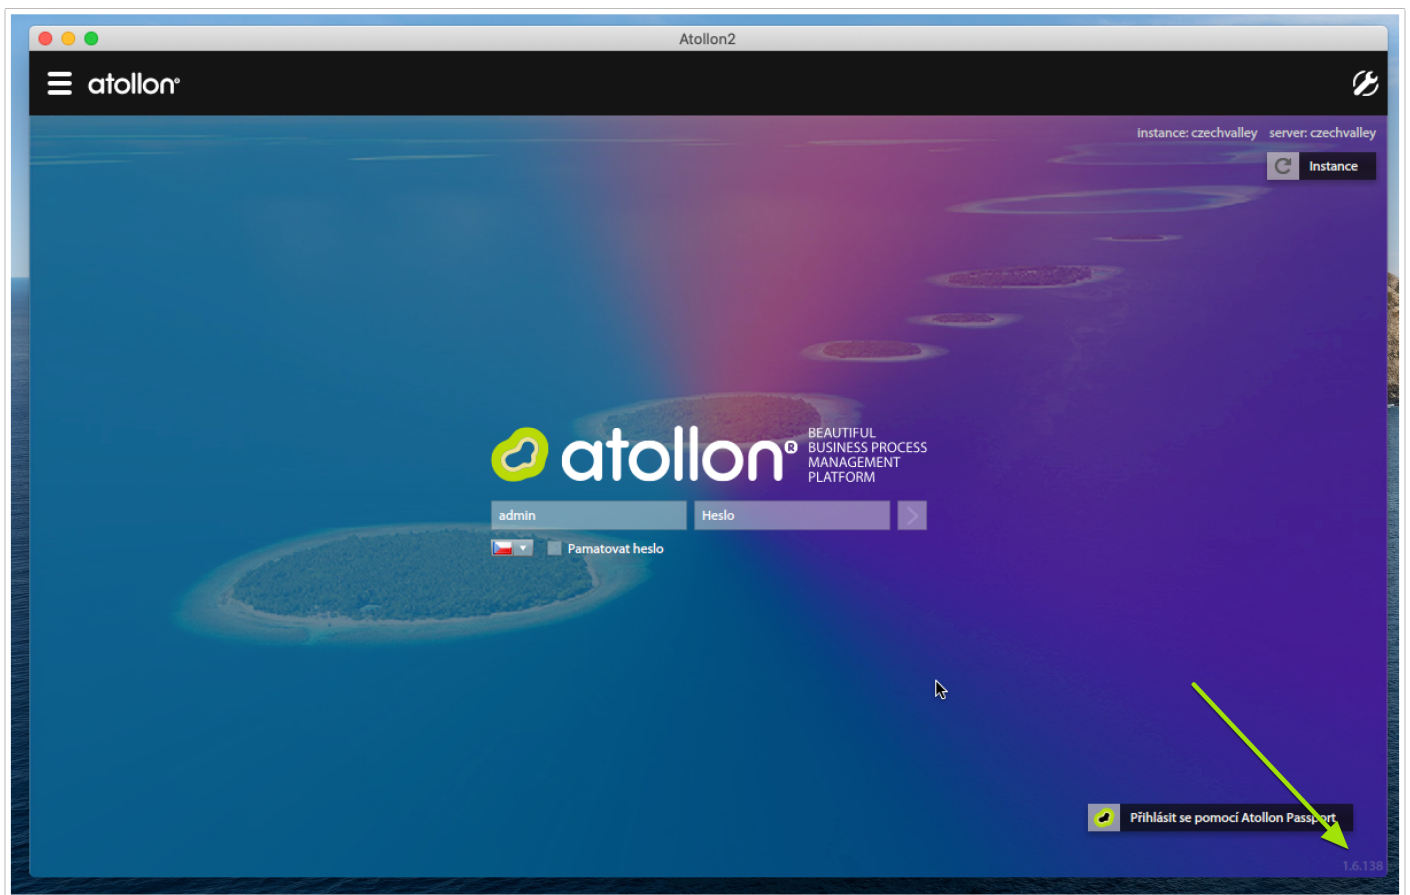 Atollon2
atollon®
instance: czechvalley server: czechvalley
Instance
atollon®
BEAUTIFUL
BUSINESS PROCESS
MANAGEMENT
PLATFORM
admin Heslo
Pamatovat heslo
Přihlásit se pomocí Atollon Passport
1.6.138